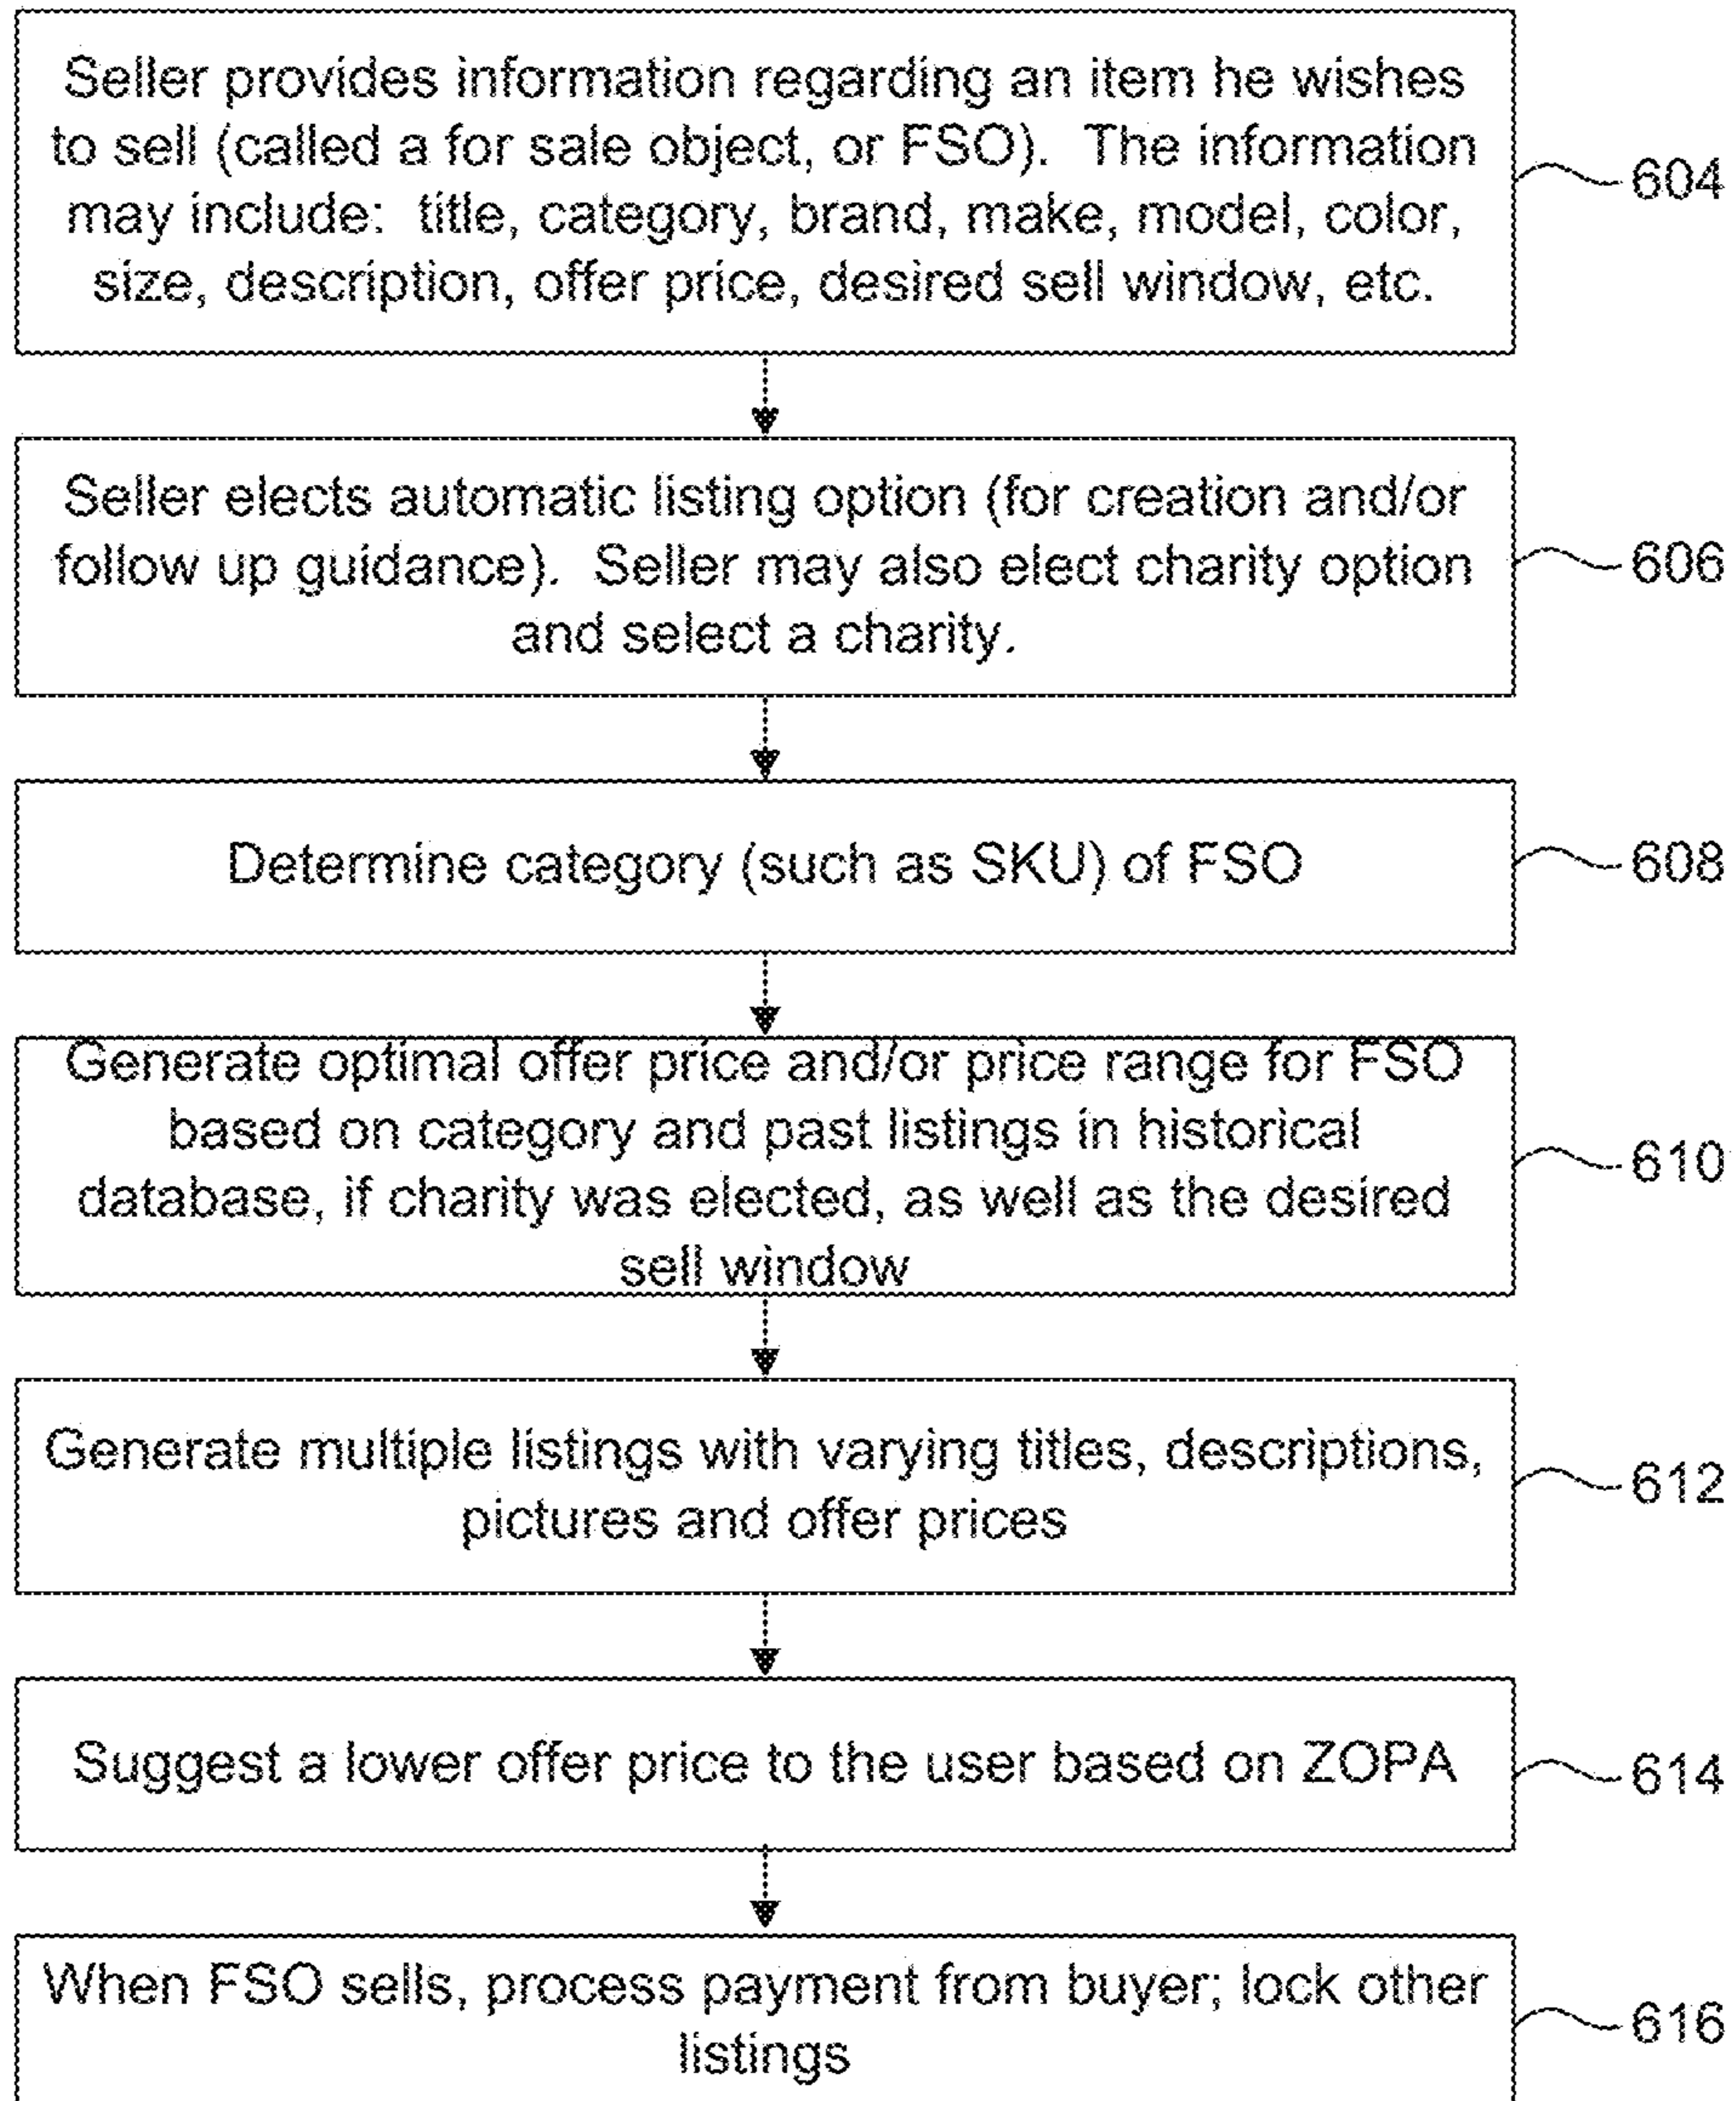 Seller provides information regarding an item he wishes
to sell (called a for sale object, or FSO).  The information
may include:  title, category, brand, make, model, color,
size, description, offer price, desired sell window, etc.
604
Seller elects automatic listing option (for creation and/or
follow up guidance).  Seller may also elect charity option
and select a charity.
606
Determine category (such as SKU) of FSO
608
Generate optimal offer price and/or price range for FSO
based on category and past listings in historical
database, if charity was elected, as well as the desired
sell window
610
Generate multiple listings with varying titles, descriptions,
pictures and offer prices
612
Suggest a lower offer price to the user based on ZOPA
614
When FSO sells, process payment from buyer; lock other
listings
616